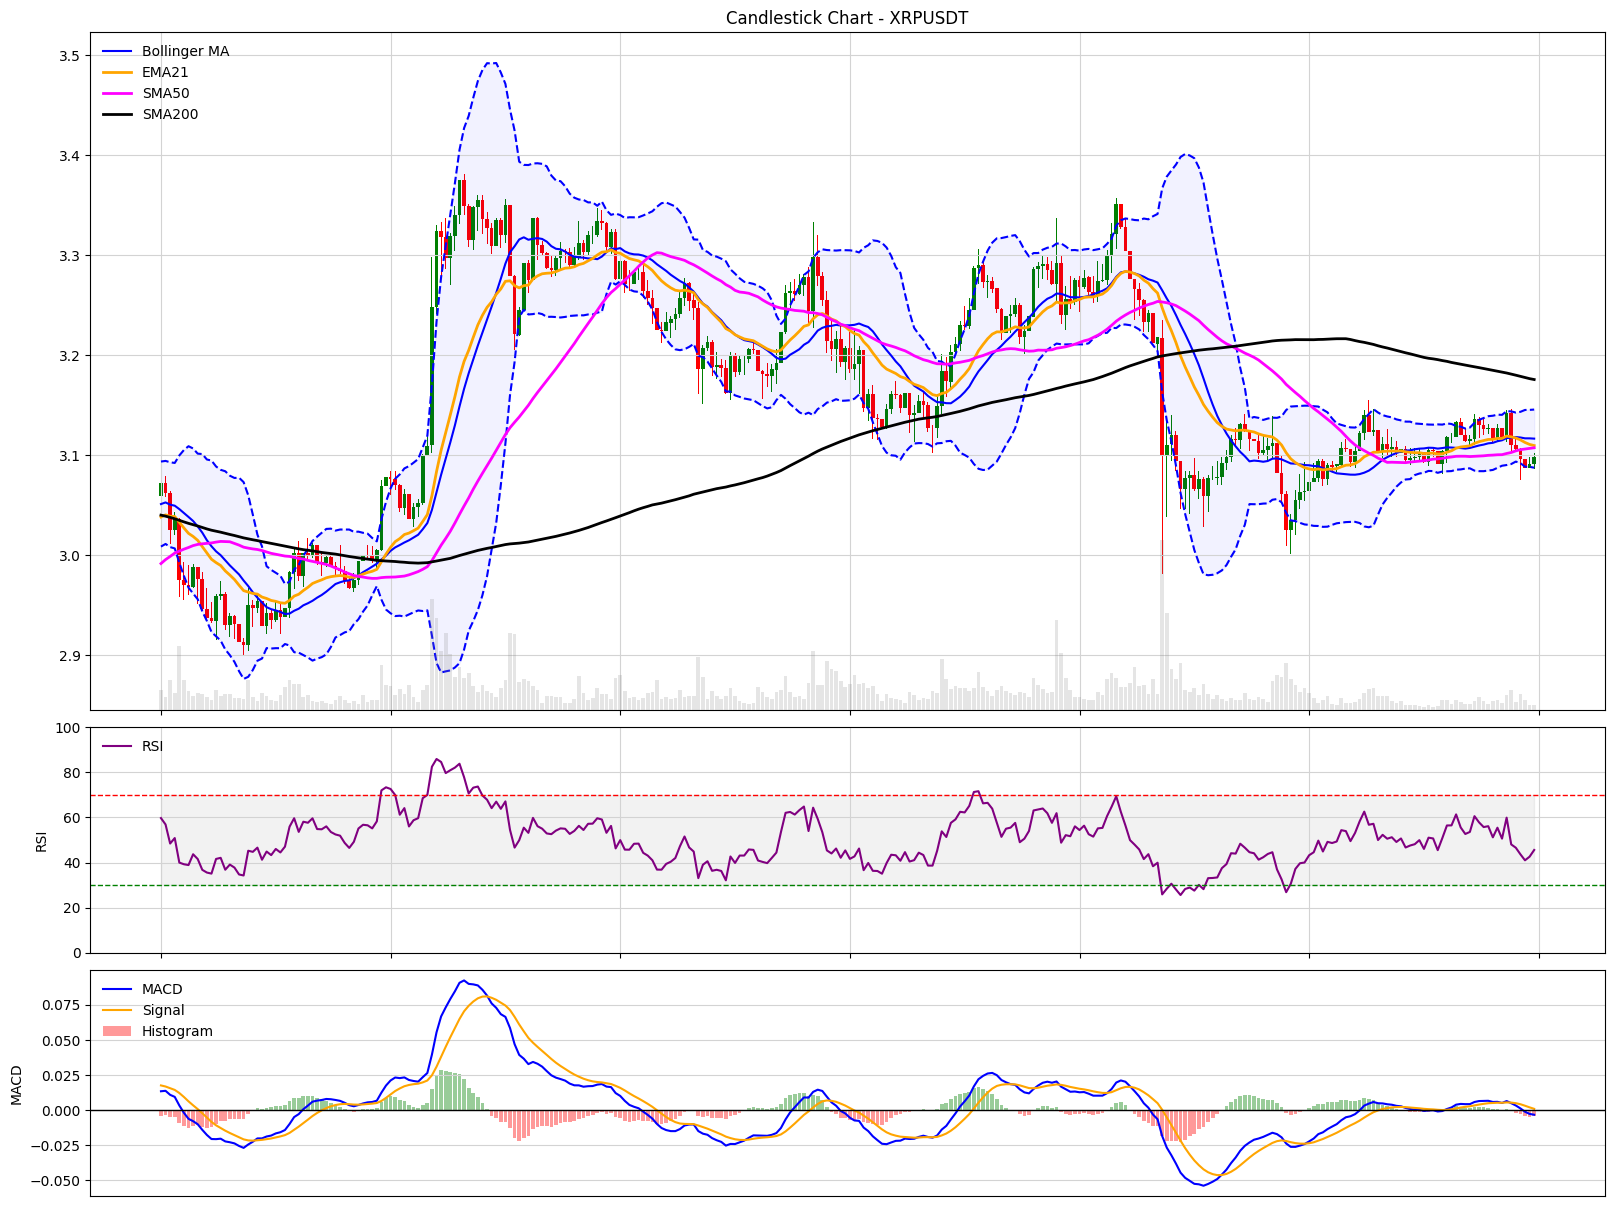 Candlestick Chart - XRPUSDT
Bollinger MA
EMA21
SMA50
SMA200
3.5
3.4
3.3
3.2
3.1
3.0
2.9
RSI
100
80
60
40
20
0
RSI
MACD
Signal
Histogram
0.075
0.050
0.025
0.000
−0.025
−0.050
MACD